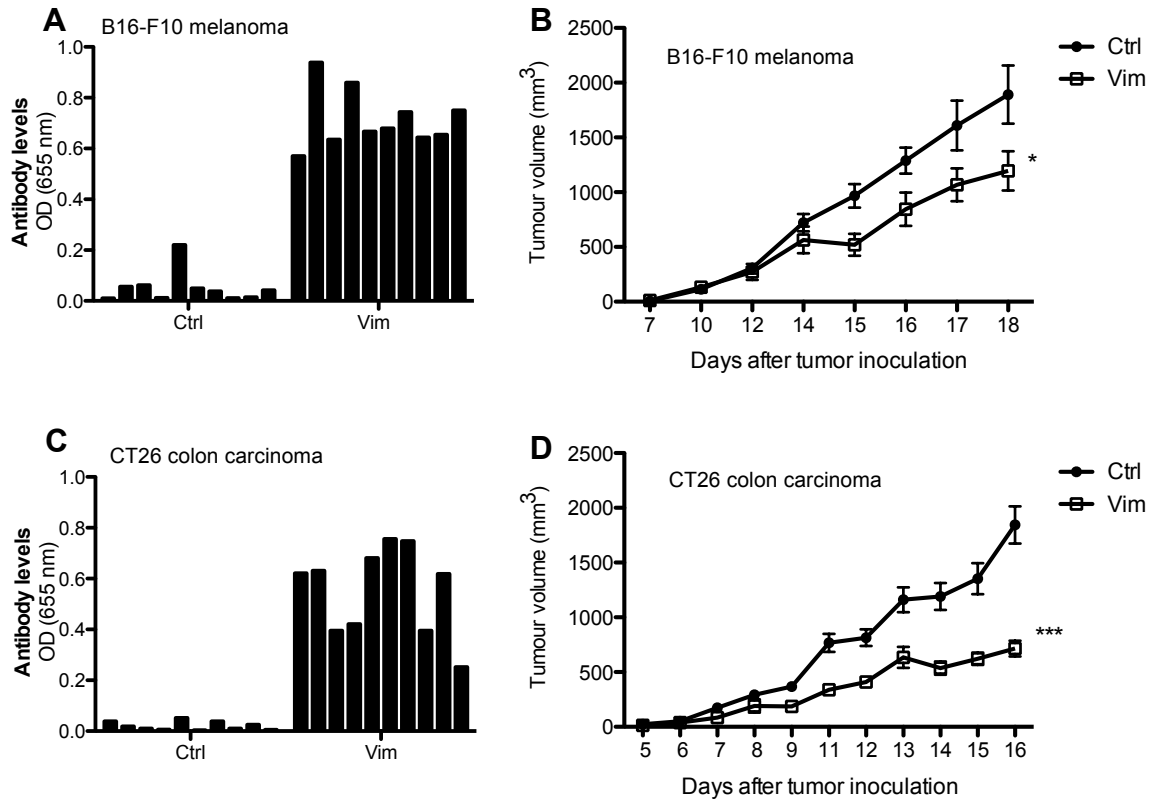 A
B16-F10 melanoma
Antibody levels
OD (655 nm)
1.0
0.8
0.6
0.4
0.2
0.0
Ctrl
Vim
B
B16-F10 melanoma
Tumour volume (mm3)
2500
2000
1500
1000
500
0
7 10 12 14 15 16 17 18
Days after tumor inoculation
Ctrl
Vim
*
C
CT26 colon carcinoma
Antibody levels
OD (655 nm)
1.0
0.8
0.6
0.4
0.2
0.0
Ctrl
Vim
D
CT26 colon carcinoma
Tumour volume (mm3)
2500
2000
1500
1000
500
0
5 6 7 8 9 11 12 13 14 15 16
Days after tumor inoculation
Ctrl
Vim
***